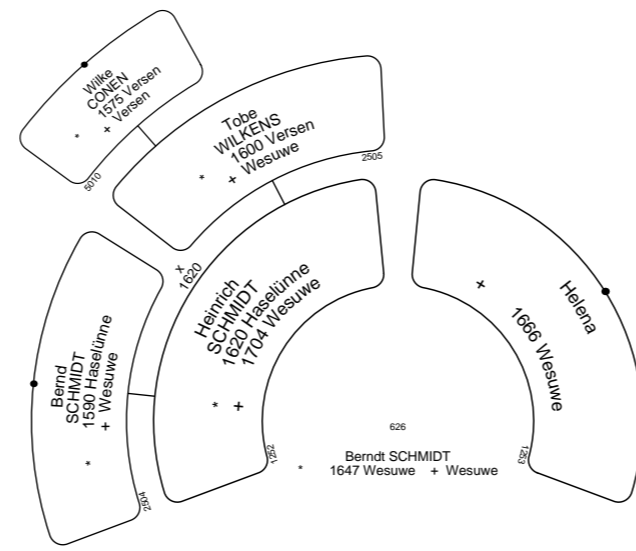 Wilke
CONEN
* 1575 Versen
+ Versen
5010
Tobe
WILKENS
* 1600 Versen
+ Wesuwe
2505
x 1620
Bernd
SCHMIDT
* 1590 Haselünne
+ Wesuwe
2504
Heinrich
SCHMIDT
* 1620 Haselünne
+ 1704 Wesuwe
1252
Helena
+ 1666 Wesuwe
1253
626
Berndt SCHMIDT
* 1647 Wesuwe + Wesuwe